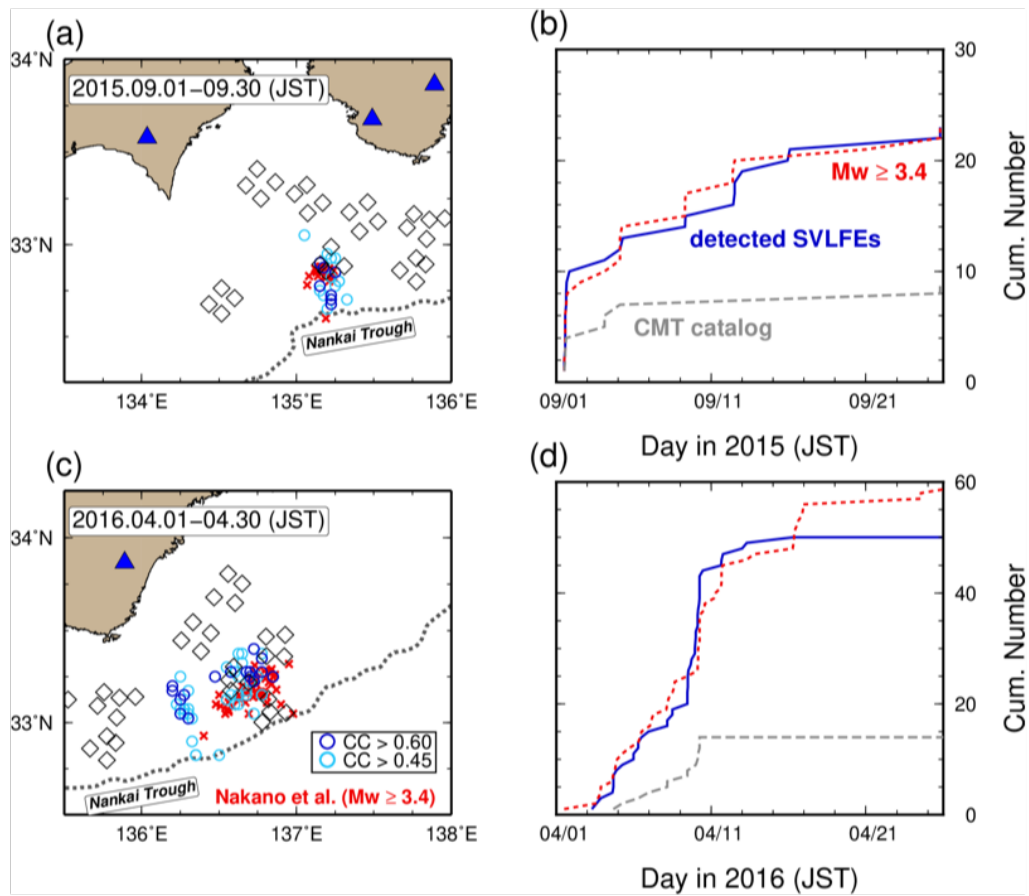 (a)
34°N
2015.09.01−09.30 (JST)
33°N
Nankai Trough
134°E
135°E
136°E
(b)
30
20
10
0
Mw ≥ 3.4
detected SVLFEs
CMT catalog
Cum. Number
09/01
09/11
09/21
Day in 2015 (JST)
(c)
34°N
2016.04.01−04.30 (JST)
33°N
CC > 0.60
CC > 0.45
Nankai Trough
Nakano et al. (Mw ≥ 3.4)
136°E
137°E
138°E
(d)
60
40
20
0
Cum. Number
04/01
04/11
04/21
Day in 2016 (JST)